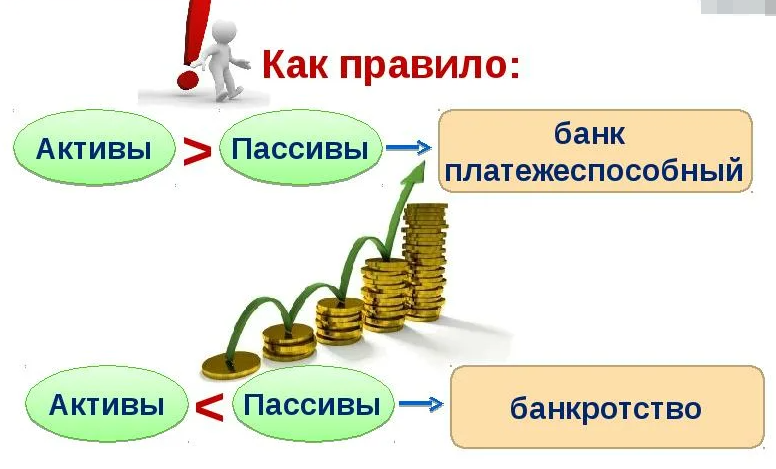 Как правило:
Активы > Пассивы
банк
платежеспособный
Активы < Пассивы
банкротство